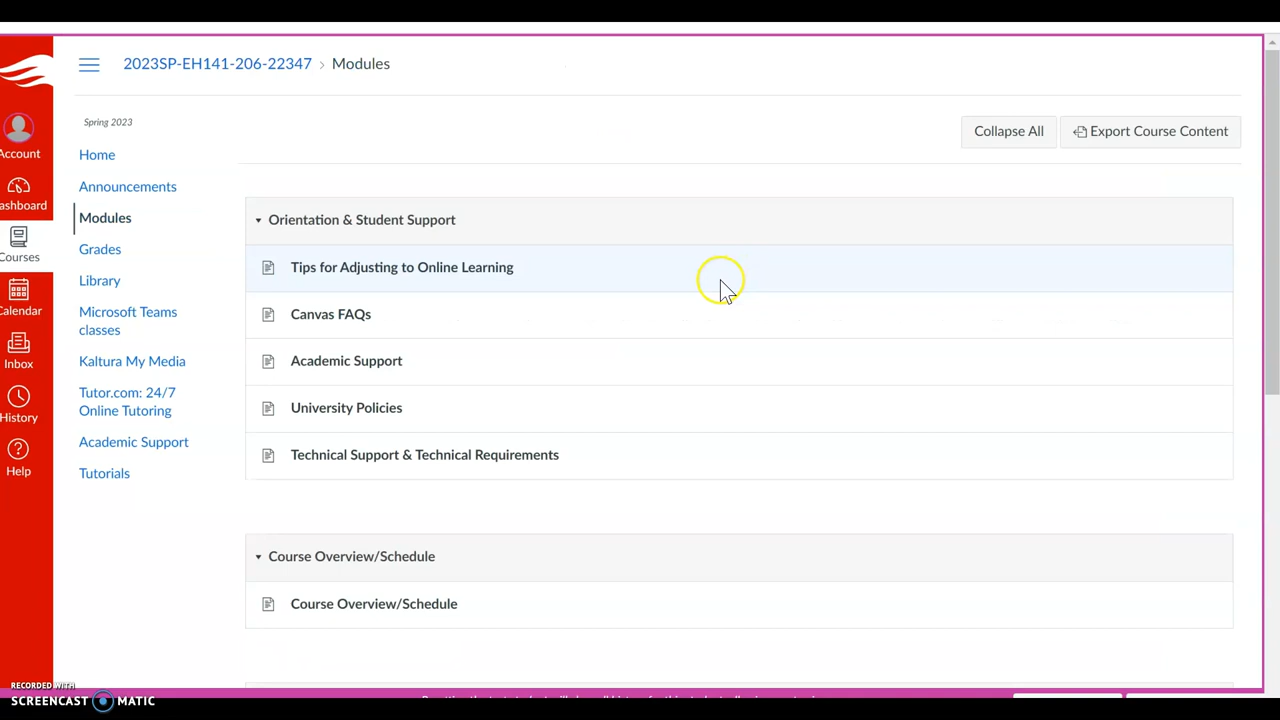 2023SP-EH141-206-22347 › Modules
Spring 2023
Collapse All
Export Course Content
Account
ashboard
Courses
Calendar
Inbox
History
Help
Home
Announcements
Modules
Grades
Library
Microsoft Teams
classes
Kaltura My Media
Tutor.com: 24/7
Online Tutoring
Academic Support
Tutorials
Orientation & Student Support
Tips for Adjusting to Online Learning
Canvas FAQs
Academic Support
University Policies
Technical Support & Technical Requirements
Course Overview/Schedule
Course Overview/Schedule
RECORDED WITH
SCREENCAST MATIC